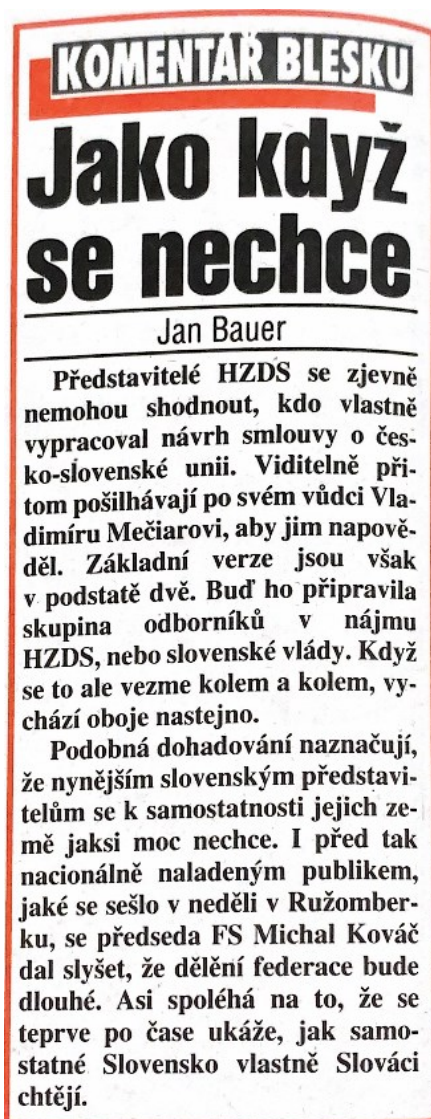 KOMENTÁŘ BLESKU
Jako když
se nechce
Jan Bauer
Představitelé HZDS se zjevně
nemohou shodnout, kdo vlastně
vypracoval návrh smlouvy o čes-
ko-slovenské unii. Viditelně při-
tom pošilhávají po svém vůdci Vla-
dimíru Mečiarovi, aby jim napově-
děl. Základní verze jsou však
v podstatě dvě. Buď ho připravila
skupina odborníků v nájmu
HZDS, nebo slovenské vlády. Když
se to ale vezme kolem a kolem, vy-
chází oboje nastejno.
Podobná dohadování naznačují,
že nynějším slovenským představi-
telům se k samostatnosti jejich ze-
mě jaksi moc nechce. I před tak
nacionálně naladeným publikem,
jaké se sešlo v neděli v Ružomber-
ku, se předseda FS Michal Kováč
dal slyšet, že dělění federace bude
dlouhé. Asi spoléhá na to, že se
teprve po čase ukáže, jak samo-
statné Slovensko vlastně Slováci
chtějí.